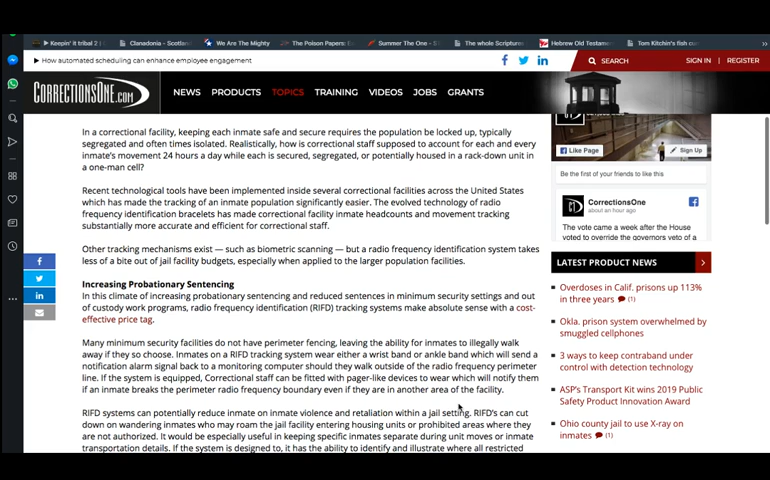 Keepin' it tribal 2
Clanadonia - Scotlan
We Are The Mighty
The Poison Papers: E
Summer The One -
The whole Scriptures
Hebrew Old Testame
Tom Kitchin's fish co
How automated scheduling can enhance employee engagement
SEARCH
SIGN IN | REGISTER
CORRECTIONSONE.COM
NEWS PRODUCTS TOPICS TRAINING VIDEOS JOBS GRANTS
In a correctional facility, keeping each inmate safe and secure requires the population be locked up, typically
segregated and often times isolated. Realistically, how is correctional staff supposed to account for each and every
inmate's movement 24 hours a day while each is secured, segregated, or potentially housed in a rack-down unit in
a one-man cell?
Recent technological tools have been implemented inside several correctional facilities across the United States
which has made the tracking of an inmate population significantly easier. The evolved technology of radio
frequency identification bracelets has made correctional facility inmate headcounts and movement tracking
substantially more accurate and efficient for correctional staff.
Other tracking mechanisms exist — such as biometric scanning — but a radio frequency identification system takes
less of a bite out of jail facility budgets, especially when applied to the larger population facilities.
Increasing Probationary Sentencing
In this climate of increasing probationary sentencing and reduced sentences in minimum security settings and out
of custody work programs, radio frequency identification (RIFD) tracking systems make absolute sense with a cost-
effective price tag.
Many minimum security facilities do not have perimeter fencing, leaving the ability for inmates to illegally walk
away if they so choose. Inmates on a RIFD tracking system wear either a wrist band or ankle band which will send a
notification alarm signal back to a monitoring computer should they walk outside of the radio frequency perimeter
line. If the system is equipped, Correctional staff can be fitted with pager-like devices to wear which will notify them
if an inmate breaks the perimeter radio frequency boundary even if they are in another area of the facility.
RIFD systems can potentially reduce inmate on inmate violence and retaliation within a jail setting. RIFD's can cut
down on wandering inmates who may roam the jail facility entering housing units or prohibited areas where they
are not authorized. It would be especially useful in keeping specific inmates separate during unit moves or inmate
transportation details. If the system is designed to, it has the ability to identify and illustrate where all restricted
Like Page
Sign Up
Be the first of your friends to like this
CorrectionsOne
about an hour ago
The vote came a week after the House
voted to override the governors veto of a
LATEST PRODUCT NEWS
Overdoses in Calif. prisons up 113%
in three years (1)
Okla. prison system overwhelmed by
smuggled cellphones
3 ways to keep contraband under
control with detection technology
ASP's Transport Kit wins 2019 Public
Safety Product Innovation Award
Ohio county jail to use X-ray on
inmates (1)